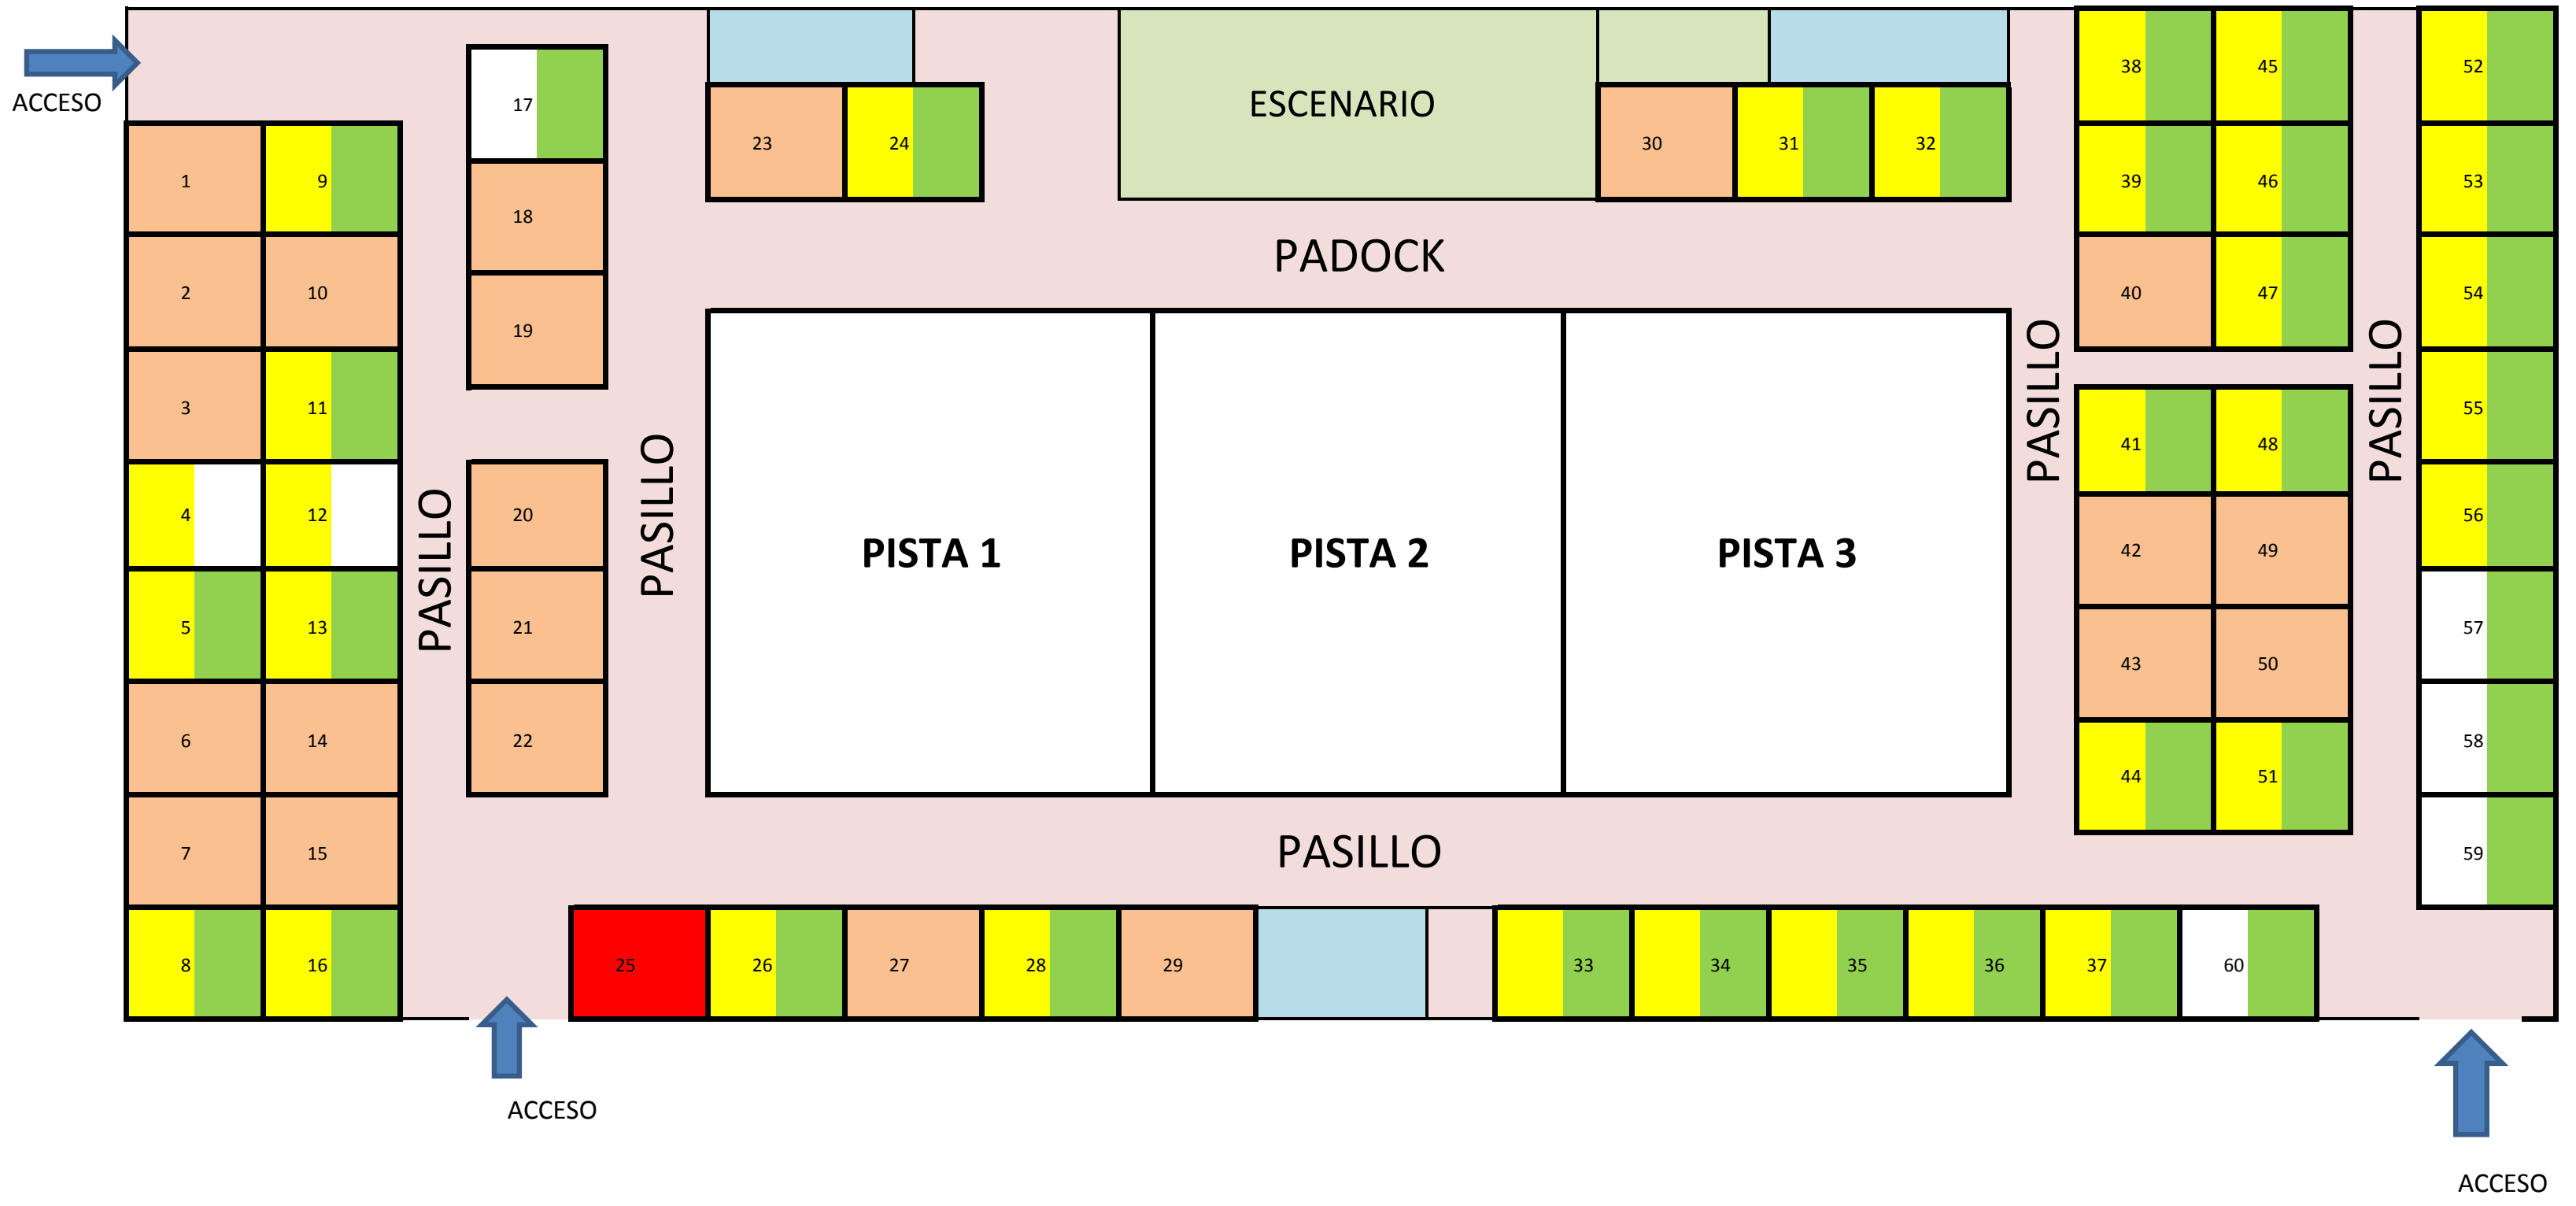 ACCESO
17
38 45 52
23 24 ESCENARIO 30 31 32
1 9
39 46 53
18
PADOCK
2 10
40 47 54
19
3 11
55
PASILLO PASILLO
41 48
4 12 20
56
PASILLO PASILLO
PISTA 1 PISTA 2 PISTA 3
42 49
5 13 21
57
43 50
6 14 22
58
44 51
7 15
PASILLO
59
8 16 25 26 27 28 29 33 34 35 36 37 60
ACCESO
ACCESO